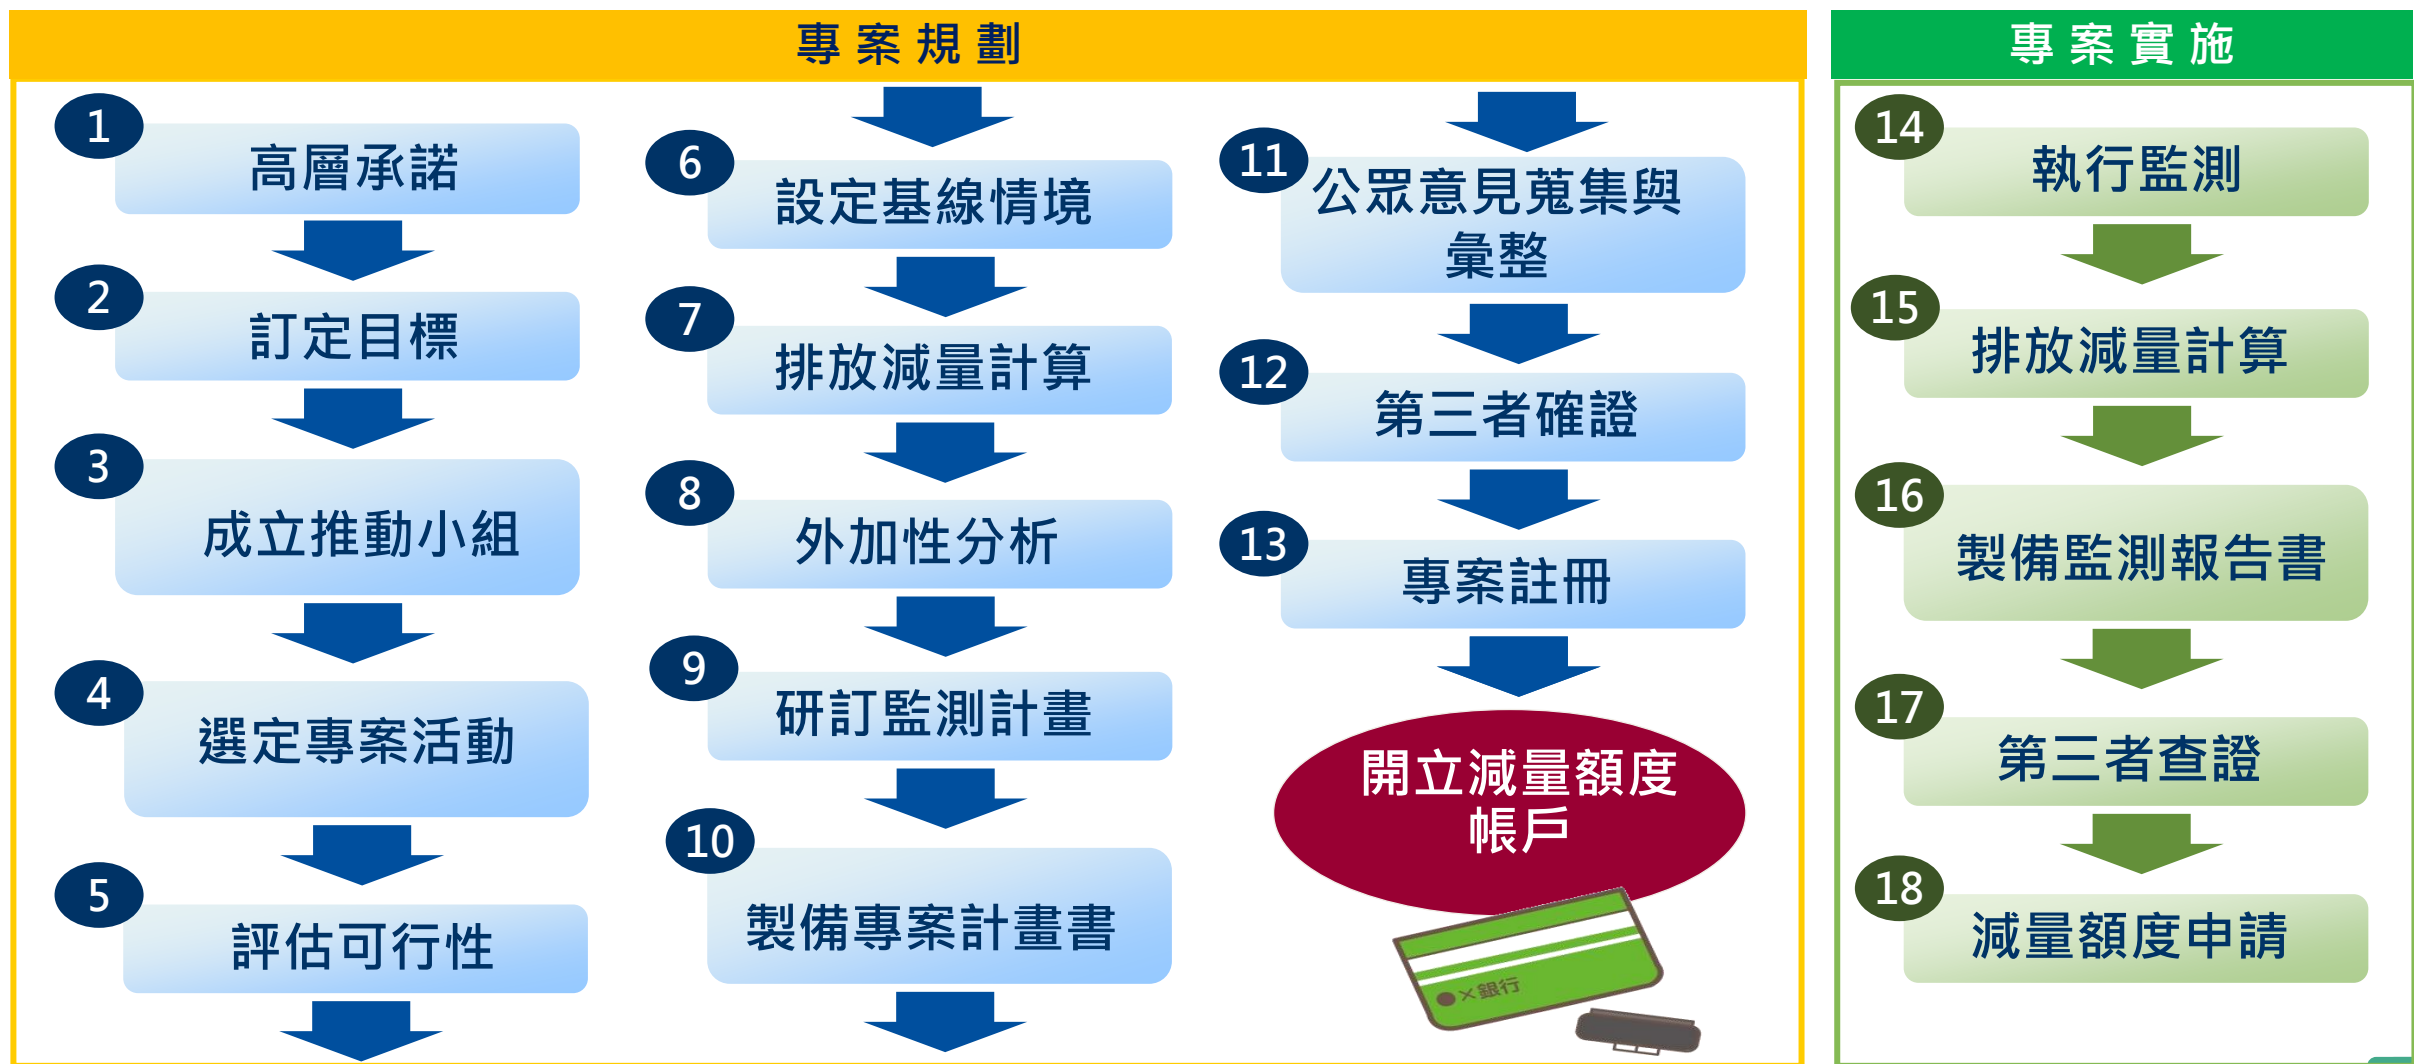 專案規劃
1
高層承諾
2
訂定目標
3
成立推動小組
4
選定專案活動
5
評估可行性
6
設定基線情境
7
排放減量計算
8
外加性分析
9
研訂監測計畫
10
製備專案計畫書
11
公眾意見蒐集與
彙整
12
第三者確證
13
專案註冊
開立減量額度
帳戶
●×銀行
專案實施
14
執行監測
15
排放減量計算
16
製備監測報告書
17
第三者查證
18
減量額度申請